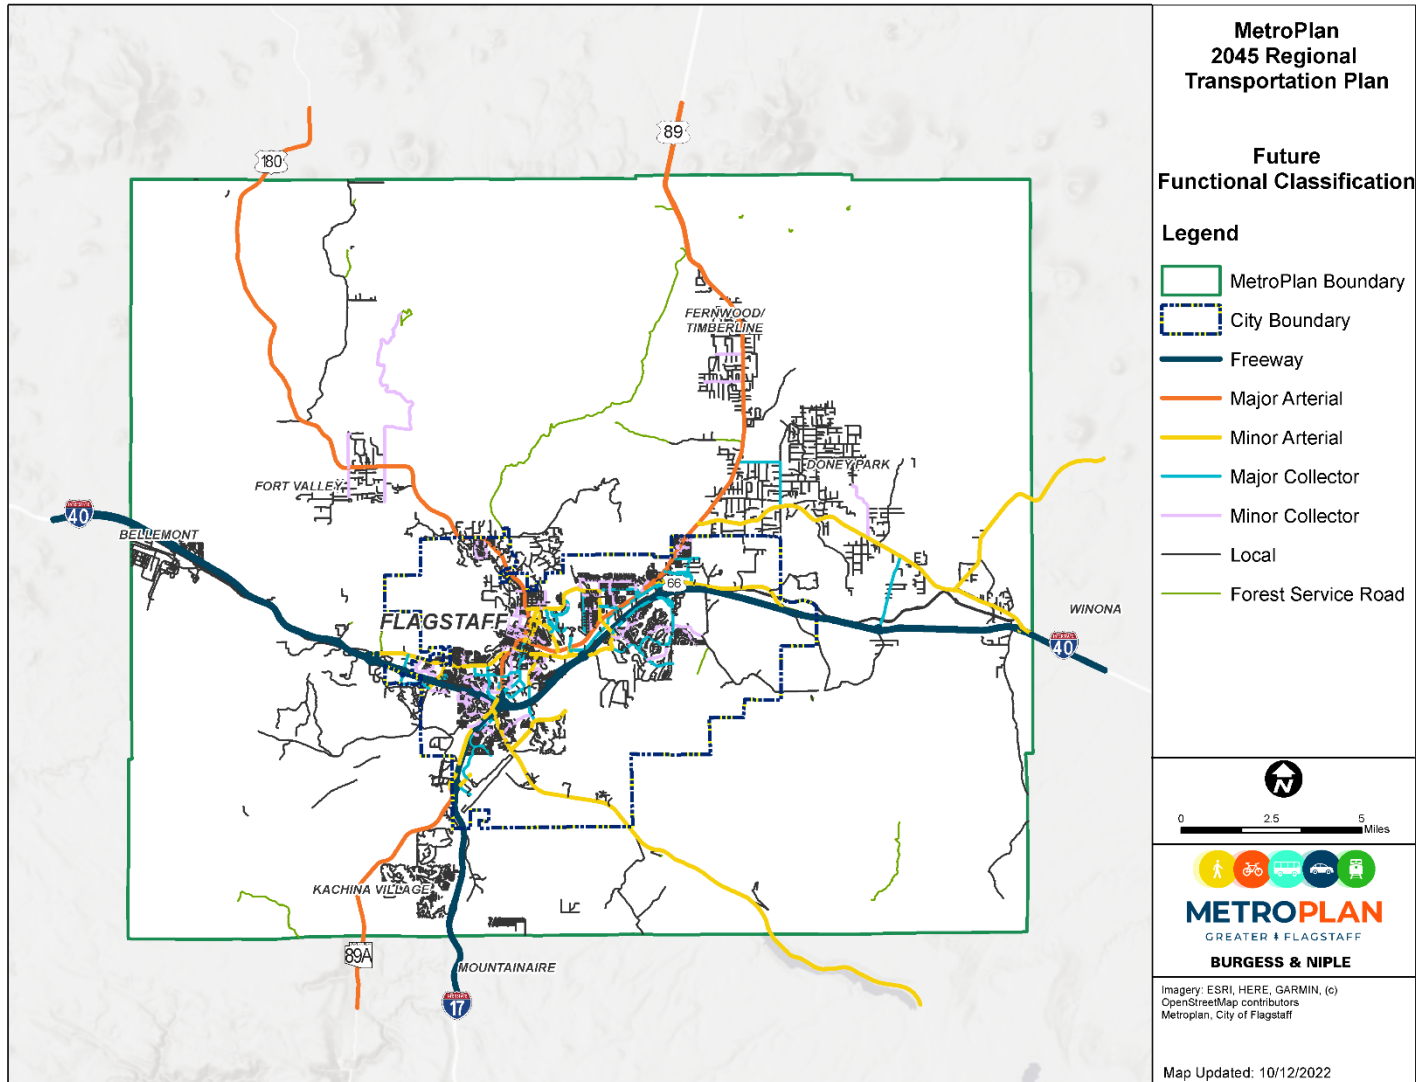 MetroPlan
2045 Regional
Transportation Plan
Future
Functional Classification
Legend
MetroPlan Boundary
City Boundary
Freeway
Major Arterial
Minor Arterial
Major Collector
Minor Collector
Local
Forest Service Road
N
0 2.5 5
Miles
METROPLAN
GREATER FLAGSTAFF
BURGESS & NIPLE
Imagery: ESRI, HERE, GARMIN, (c)
OpenStreetMap contributors
Metroplan, City of Flagstaff
Map Updated: 10/12/2022
180
89
FERNWOOD/
TIMBERLINE
DONEY PARK
FORT VALLEY
40
BELLEMONT
66
FLAGSTAFF
WINONA
40
KACHINA VILLAGE
89A
MOUNTAINAIRE
17